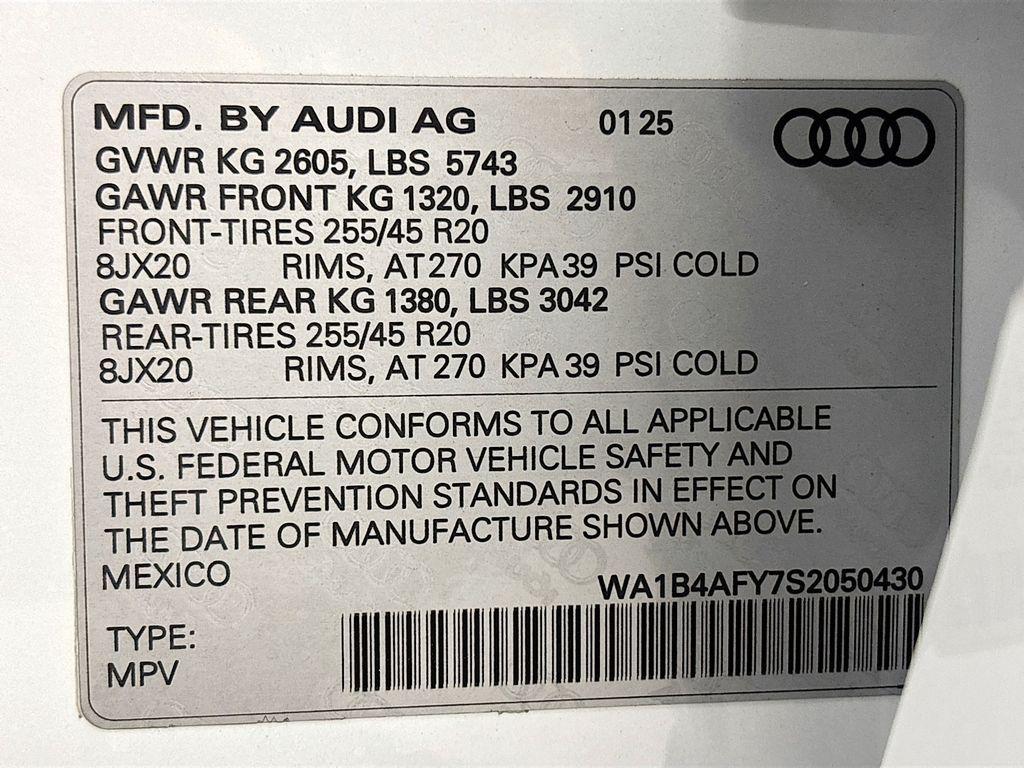 MFD. BY AUDI AG 01 25
GVWR KG 2605, LBS 5743
GAWR FRONT KG 1320, LBS 2910
FRONT-TIRES 255/45 R20
8JX20 RIMS, AT 270 KPA 39 PSI COLD
GAWR REAR KG 1380, LBS 3042
REAR-TIRES 255/45 R20
8JX20 RIMS, AT 270 KPA 39 PSI COLD
THIS VEHICLE CONFORMS TO ALL APPLICABLE
U.S. FEDERAL MOTOR VEHICLE SAFETY AND
THEFT PREVENTION STANDARDS IN EFFECT ON
THE DATE OF MANUFACTURE SHOWN ABOVE.
MEXICO
WA1B4AFY7S2050430
TYPE:
MPV